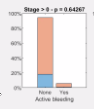 Stage > 0 - p = 0.64267
100%
80%
60%
40%
20%
0%
None Yes
Active bleeding